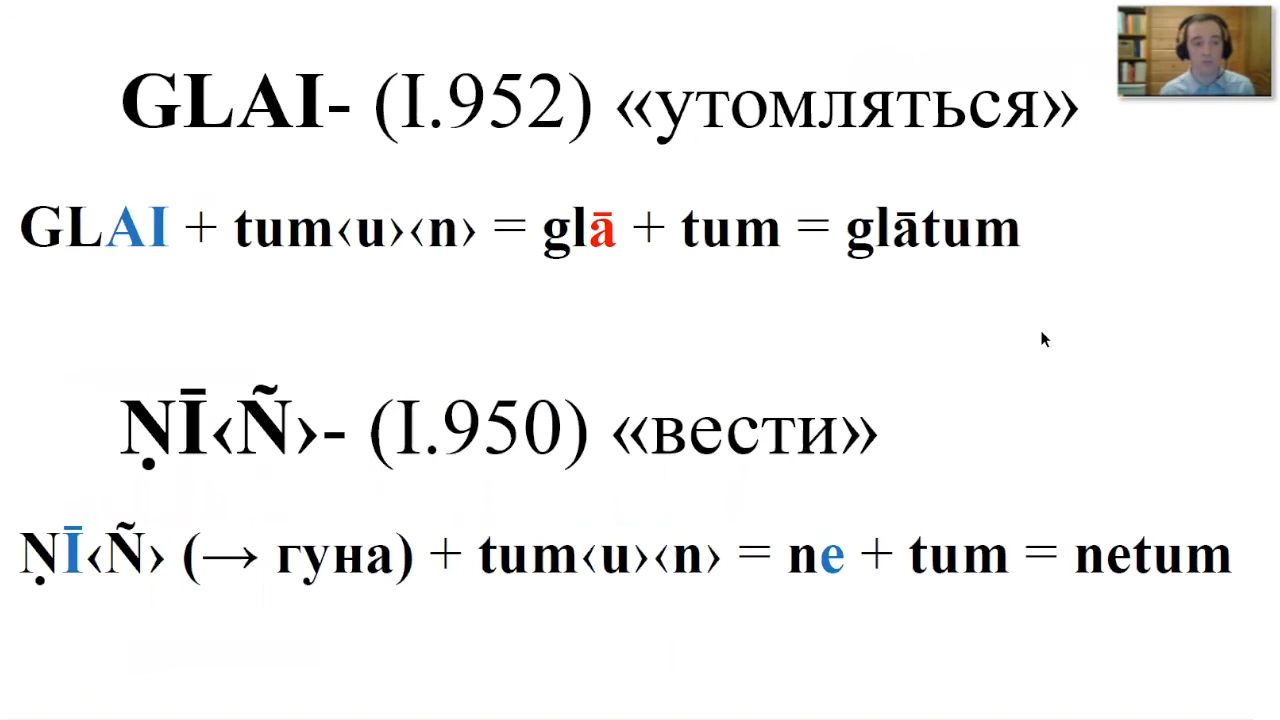 GLAI- (I.952) «утомляться»
GLAI + tum‹u›‹n› = glā + tum = glātum
ṆĪ‹Ñ›- (I.950) «вести»
ṆĪ‹Ñ› (→ гуна) + tum‹u›‹n› = ne + tum = netum